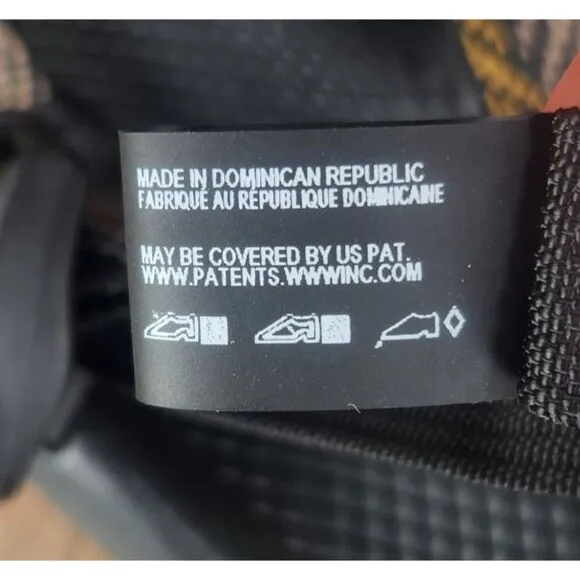 MADE IN DOMINICAN REPUBLIC
FABRIQUÉ AU RÉPUBLIQUE DOMINICAINE
MAY BE COVERED BY US PAT.
WWW.PATENTS.WWWINC.COM